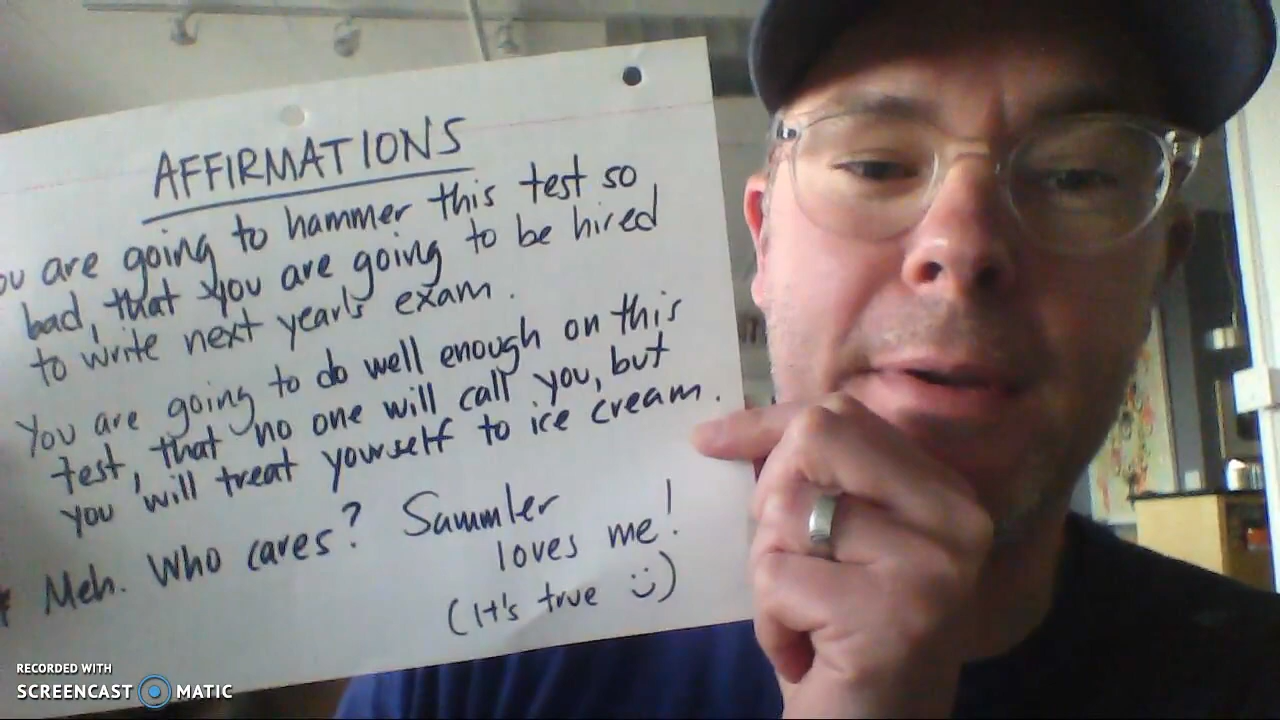 AFFIRMATIONS
ou are going to hammer this test so
bad, that you are going to be hired
to write next year's exam.
You are going to do well enough on this
test, that no one will call you, but
you will treat yourself to ice cream.
Meh. Who cares? Sammler
loves me!
(It's true :))
RECORDED WITH
SCREENCAST MATIC